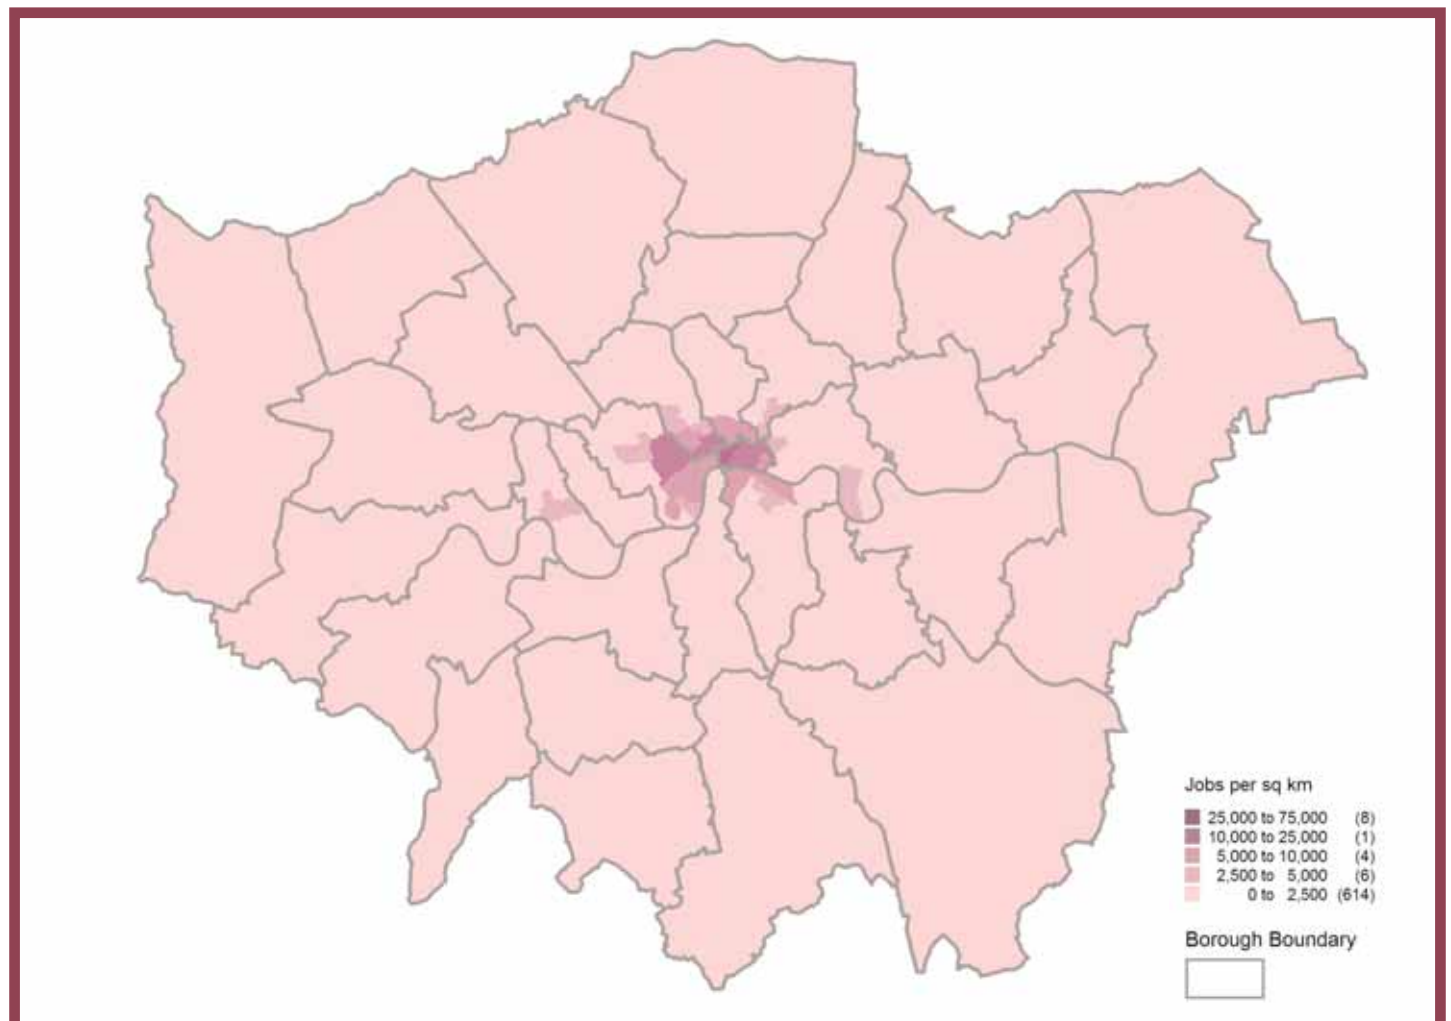 Jobs per sq km
25,000 to 75,000 (8)
10,000 to 25,000 (1)
5,000 to 10,000 (4)
2,500 to 5,000 (6)
0 to 2,500 (614)
Borough Boundary